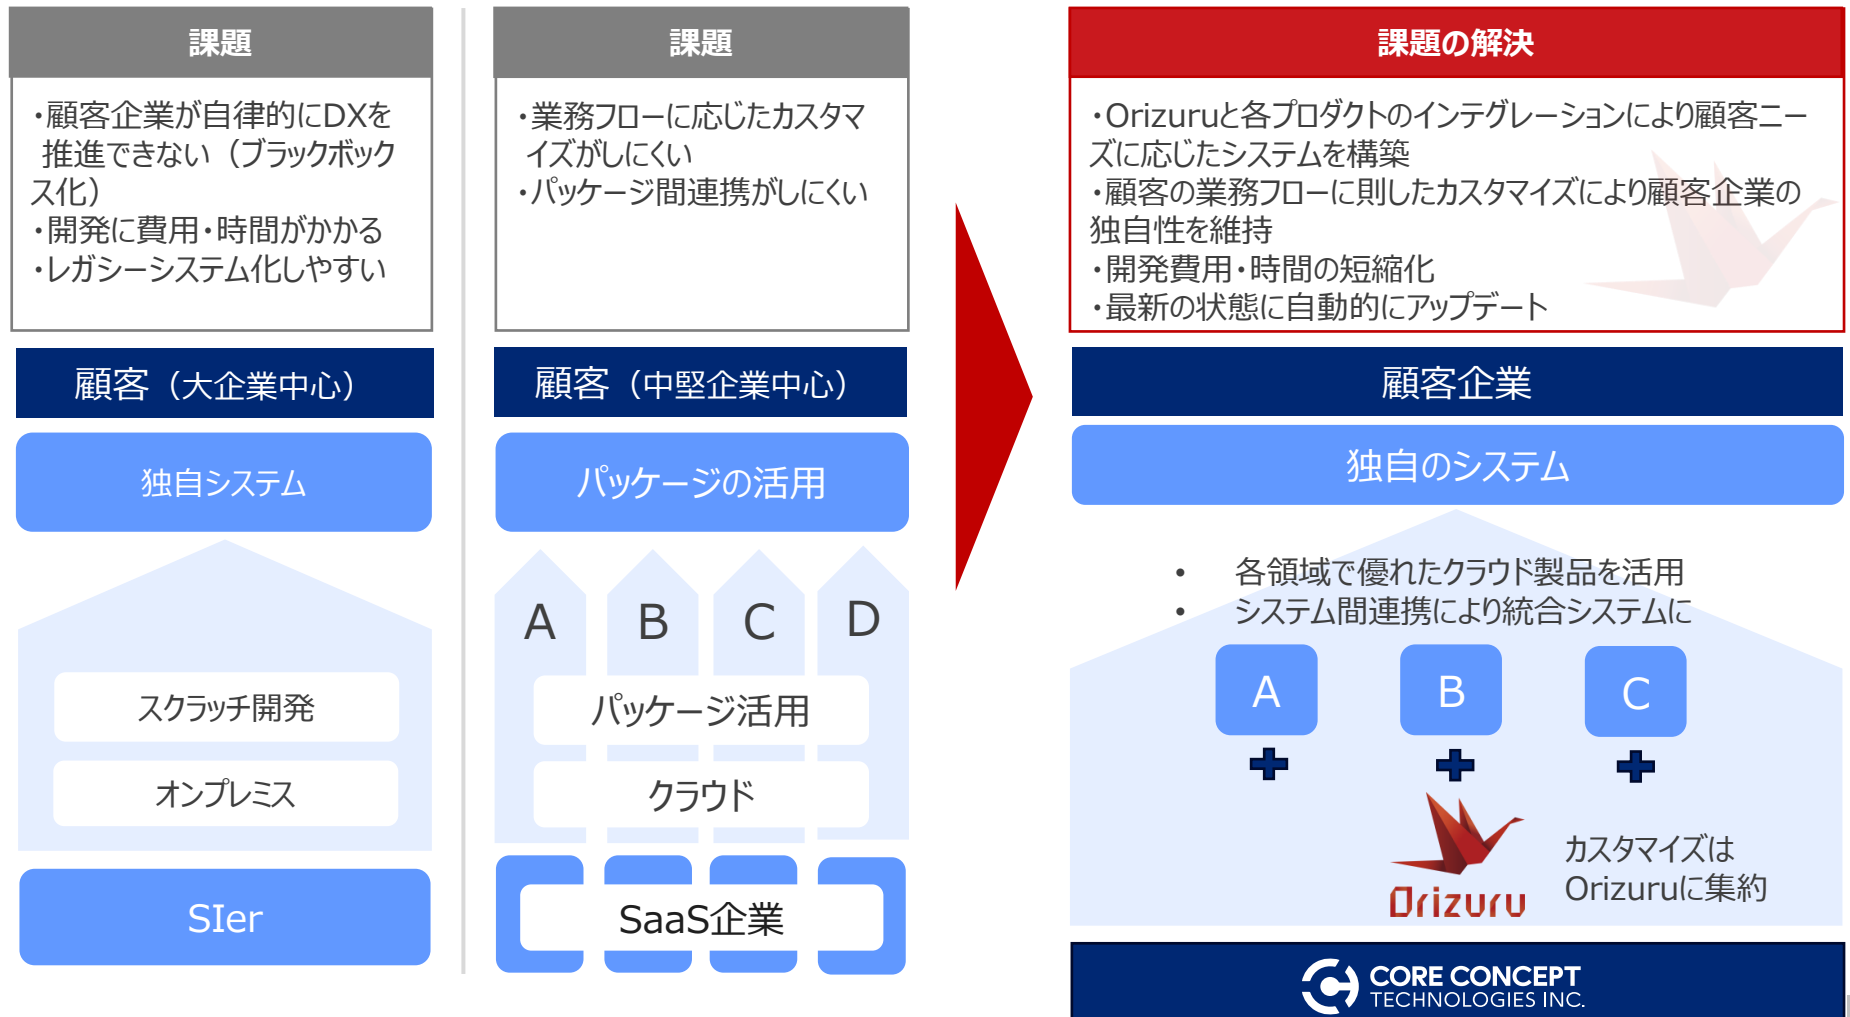 課題
・顧客企業が自律的にDXを
推進できない（ブラックボック
ス化）
・開発に費用・時間がかかる
・レガシーシステム化しやすい
顧客（大企業中心）
独自システム
スクラッチ開発
オンプレミス
SIer
課題
・業務フローに応じたカスタマ
イズがしにくい
・パッケージ間連携がしにくい
顧客（中堅企業中心）
パッケージの活用
A B C D
パッケージ活用
クラウド
SaaS企業
課題の解決
・Orizuruと各プロダクトのインテグレーションにより顧客ニー
ズに応じたシステムを構築
・顧客の業務フローに則したカスタマイズにより顧客企業の
独自性を維持
・開発費用・時間の短縮化
・最新の状態に自動的にアップデート
顧客企業
独自のシステム
• 各領域で優れたクラウド製品を活用
• システム間連携により統合システムに
A B C
Orizuru
カスタマイズは
Orizuruに集約
CORE CONCEPT
TECHNOLOGIES INC.